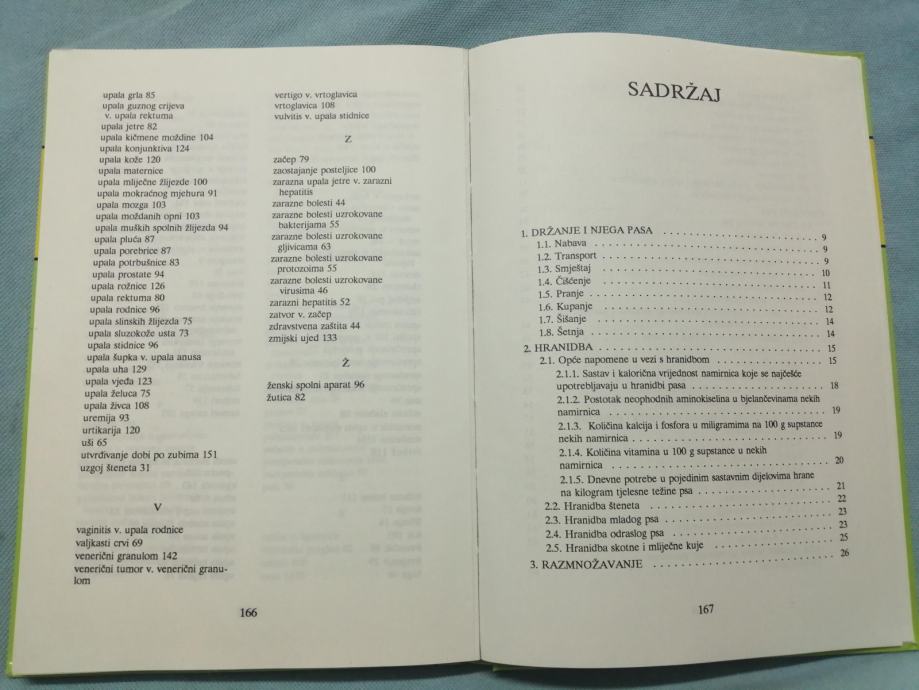 upala grla 85
upala guznog crijeva
v. upala rektuma
upala jetre 82
upala kičmene moždine 104
upala konjunktiva 124
upala kože 120
upala maternice
upala mliječne žlijezde 100
upala mokraćnog mjehura 91
upala mozga 103
upala moždanih opni 103
upala muških spolnih žlijezda 94
upala pluća 87
upala porebrice 87
upala potrbušnice 83
upala prostate 94
upala rožnice 126
upala rektuma 80
upala rodnice 96
upala slinskih žlijezda 75
upala sluzokože usta 73
upala stidnice 96
upala šupka v. upala anusa
upala uha 129
upala vjeđa 123
upala želuca 75
upala živca 108
uremija 93
urtikarija 120
uši 65
utvrđivanje dobi po zubima 151
uzgoj šteneta 31
V
vaginitis v. upala rodnice
valjkasti crvi 69
venerični granulom 142
venerični tumor v. venerični granu-
lom
vertigo v. vrtoglavica
vrtoglavica 108
vulvitis v. upala stidnice
Z
začep 79
zaostajanje posteljice 100
zarazna upala jetre v. zarazni
hepatitis
zarazne bolesti 44
zarazne bolesti uzrokovane
bakterijama 55
zarazne bolesti uzrokovane
gljivicama 63
zarazne bolesti uzrokovane
protozoima 55
zarazne bolesti uzrokovane
virusima 46
zarazni hepatitis 52
zatvor v. začep
zdravstvena zaštita 44
zmijski ujed 133
Ž
ženski spolni aparat 96
žutica 82
166
SADRŽAJ
1. DRŽANJE I NJEGA PASA . . . . . . . . . . 9
1.1. Nabava . . . . . . . . . . 9
1.2. Transport . . . . . . . . . . 9
1.3. Smještaj . . . . . . . . . . 10
1.4. Čišćenje . . . . . . . . . . 11
1.5. Pranje . . . . . . . . . . 12
1.6. Kupanje . . . . . . . . . . 12
1.7. Šišanje . . . . . . . . . . 14
1.8. Šetnja . . . . . . . . . . 14
2. HRANIDBA . . . . . . . . . . 15
2.1. Opće napomene u vezi s hranidbom . . . . . . . . . . 15
2.1.1. Sastav i kalorična vrijednost namirnica koje se najčešće
upotrebljavaju u hranidbi pasa . . . . . . . . . . 18
2.1.2. Postotak neophodnih aminokiselina u bjelančevinama nekih
namirnica . . . . . . . . . . 19
2.1.3. Količina kalcija i fosfora u miligramima na 100 g supstance
nekih namirnica . . . . . . . . . . 19
2.1.4. Količina vitamina u 100 g supstance u nekih
namirnica . . . . . . . . . . 20
2.1.5. Dnevne potrebe u pojedinim sastavnim dijelovima hrane
na kilogram tjelesne težine psa . . . . . . . . . . 21
2.2. Hranidba šteneta . . . . . . . . . . 22
2.3. Hranidba mladog psa . . . . . . . . . . 23
2.4. Hranidba odraslog psa . . . . . . . . . . 23
2.5. Hranidba skotne i mliječne kuje . . . . . . . . . . 25
3. RAZMNOŽAVANJE . . . . . . . . . . 26
167